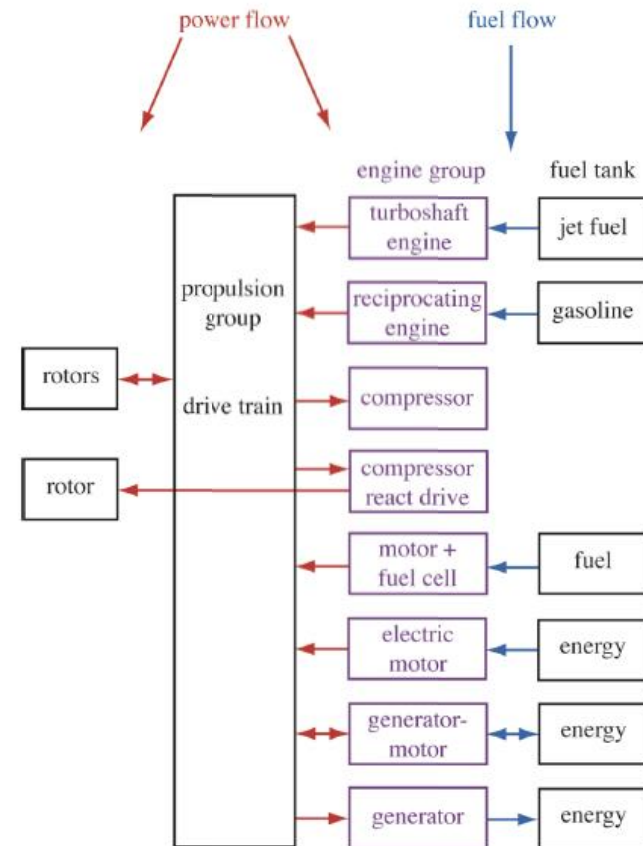 power flow
fuel flow
engine group
fuel tank
turboshaft
engine
jet fuel
propulsion
group
reciprocating
engine
gasoline
rotors
drive train
compressor
rotor
compressor
react drive
motor +
fuel cell
fuel
electric
motor
energy
generator-
motor
energy
generator
energy